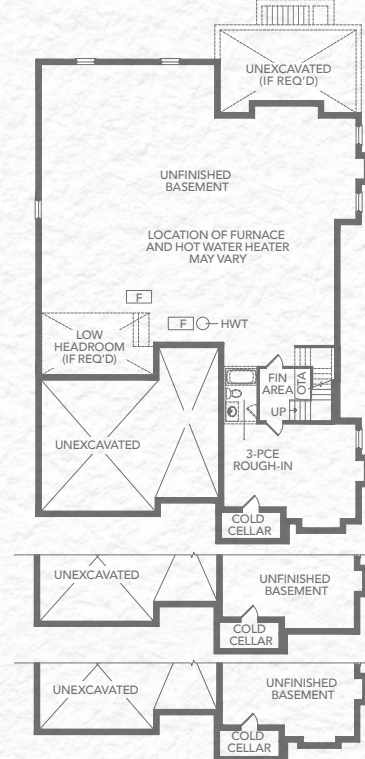 UNEXCAVATED
(IF REQ'D)
UNFINISHED
BASEMENT
LOCATION OF FURNACE
AND HOT WATER HEATER
MAY VARY
F
F
HWT
LOW
HEADROOM
(IF REQ'D)
FIN
AREA
OTA
UP
UNEXCAVATED
3-PCE
ROUGH-IN
COLD
CELLAR
UNEXCAVATED
UNFINISHED
BASEMENT
COLD
CELLAR
UNEXCAVATED
UNFINISHED
BASEMENT
COLD
CELLAR